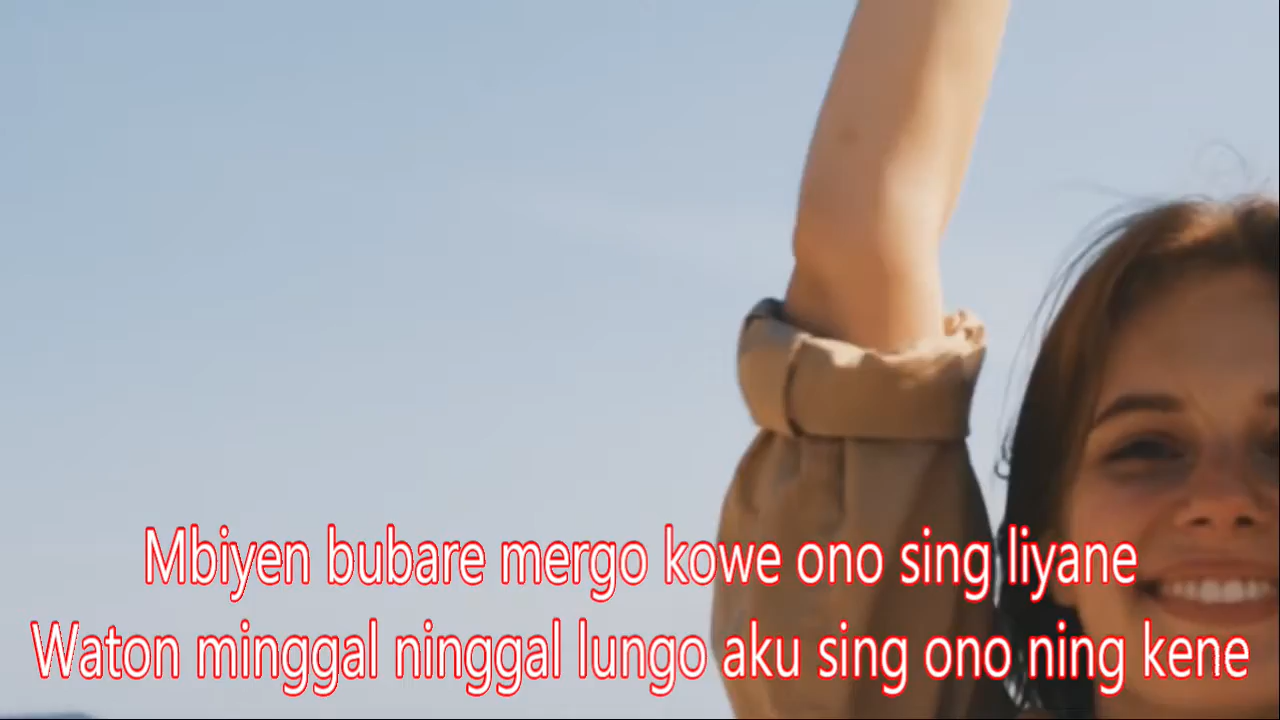 Mbiyen bubare mergo kowe ono sing liyane
Waton minggal ninggal lungo aku sing ono ning kene